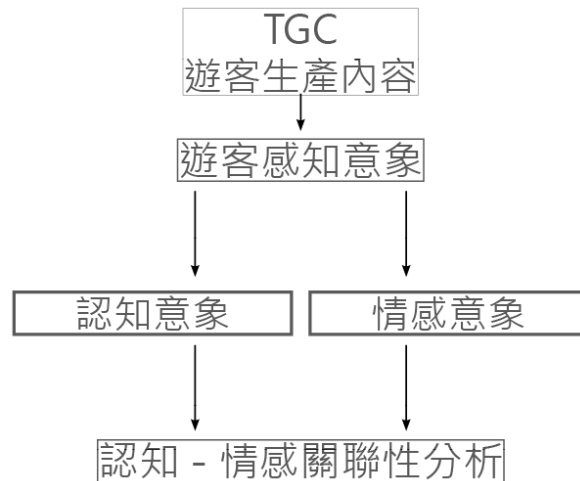 TGC
遊客生產內容
遊客感知意象
認知意象
情感意象
認知 - 情感關聯性分析